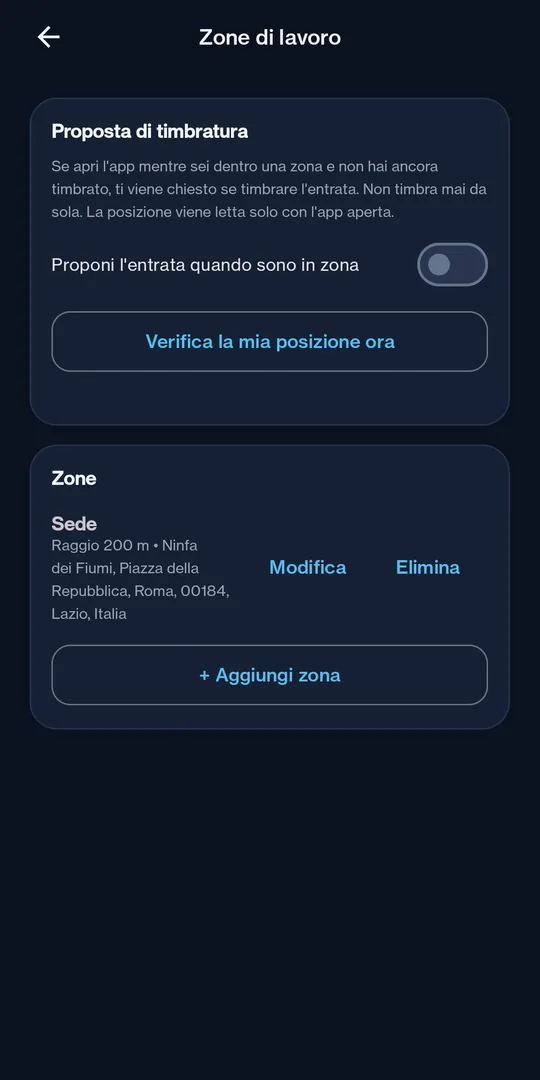 Zone di lavoro
Proposta di timbratura
Se apri l'app mentre sei dentro una zona e non hai ancora
timbrato, ti viene chiesto se timbrare l'entrata. Non timbra mai da
sola. La posizione viene letta solo con l'app aperta.
Proponi l'entrata quando sono in zona
Verifica la mia posizione ora
Zone
Sede
Raggio 200 m • Ninfa
dei Fiumi, Piazza della
Repubblica, Roma, 00184,
Lazio, Italia
Modifica
Elimina
+ Aggiungi zona